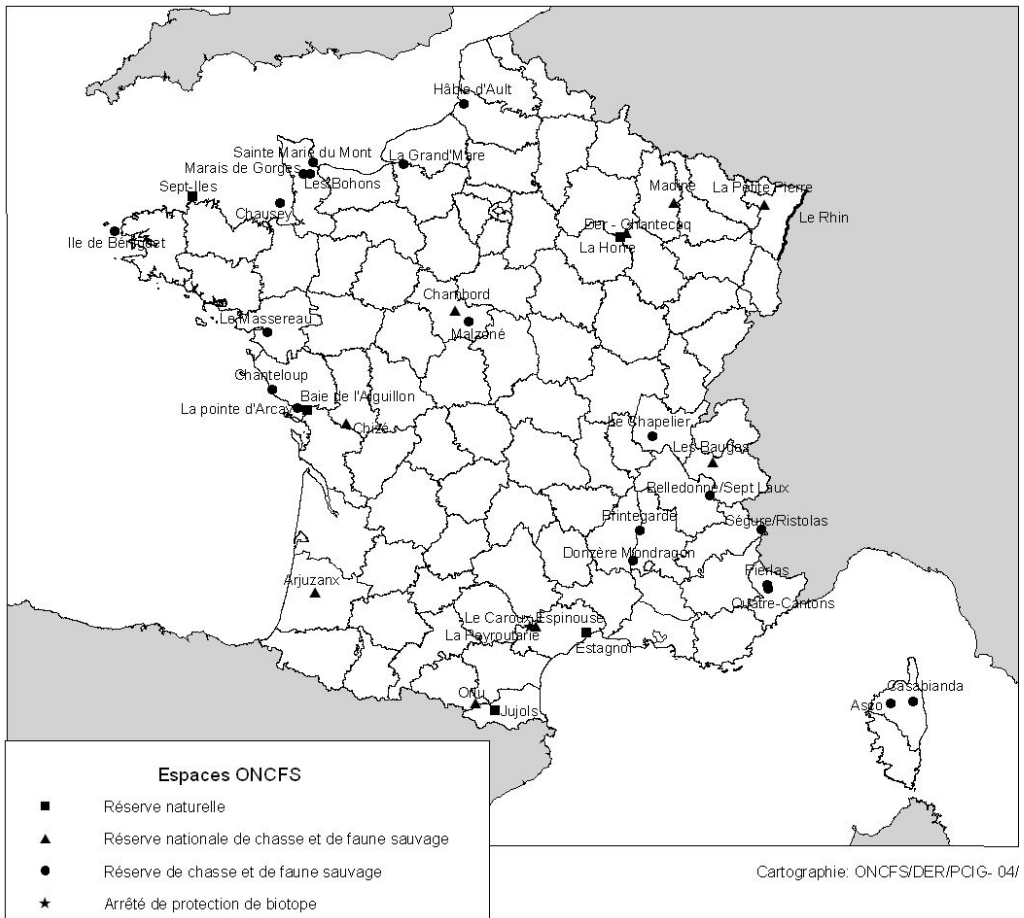 Hâble d'Ault
Sainte Marie du Mont
La Grand'Mare
Marais de Gorges
Les Bohons
Sept-Iles
Madine
La Petite Pierre
Chausey
Le Rhin
Der - Chantecoq
Ile de Béniguet
La Horre
Chambord
Le Massereau
Malzoné
Chanteloup
Baie de l'Aiguillon
La pointe d'Arcay
Chizé
Le Chapelier
Les Bauges
Belledonne/Sept Laux
Printegarde
Ségure/Ristolas
Donzère Mondragon
Arjuzanx
Pierlas
Quatre-Cantons
Le Caroux-Espinouse
La Peyroutarié
Estagnol
Orlu
Casabianda
Jujols
Asco
Espaces ONCFS
Réserve naturelle
Réserve nationale de chasse et de faune sauvage
Réserve de chasse et de faune sauvage
Arrêté de protection de biotope
Cartographie: ONCFS/DER/PCIG- 04/